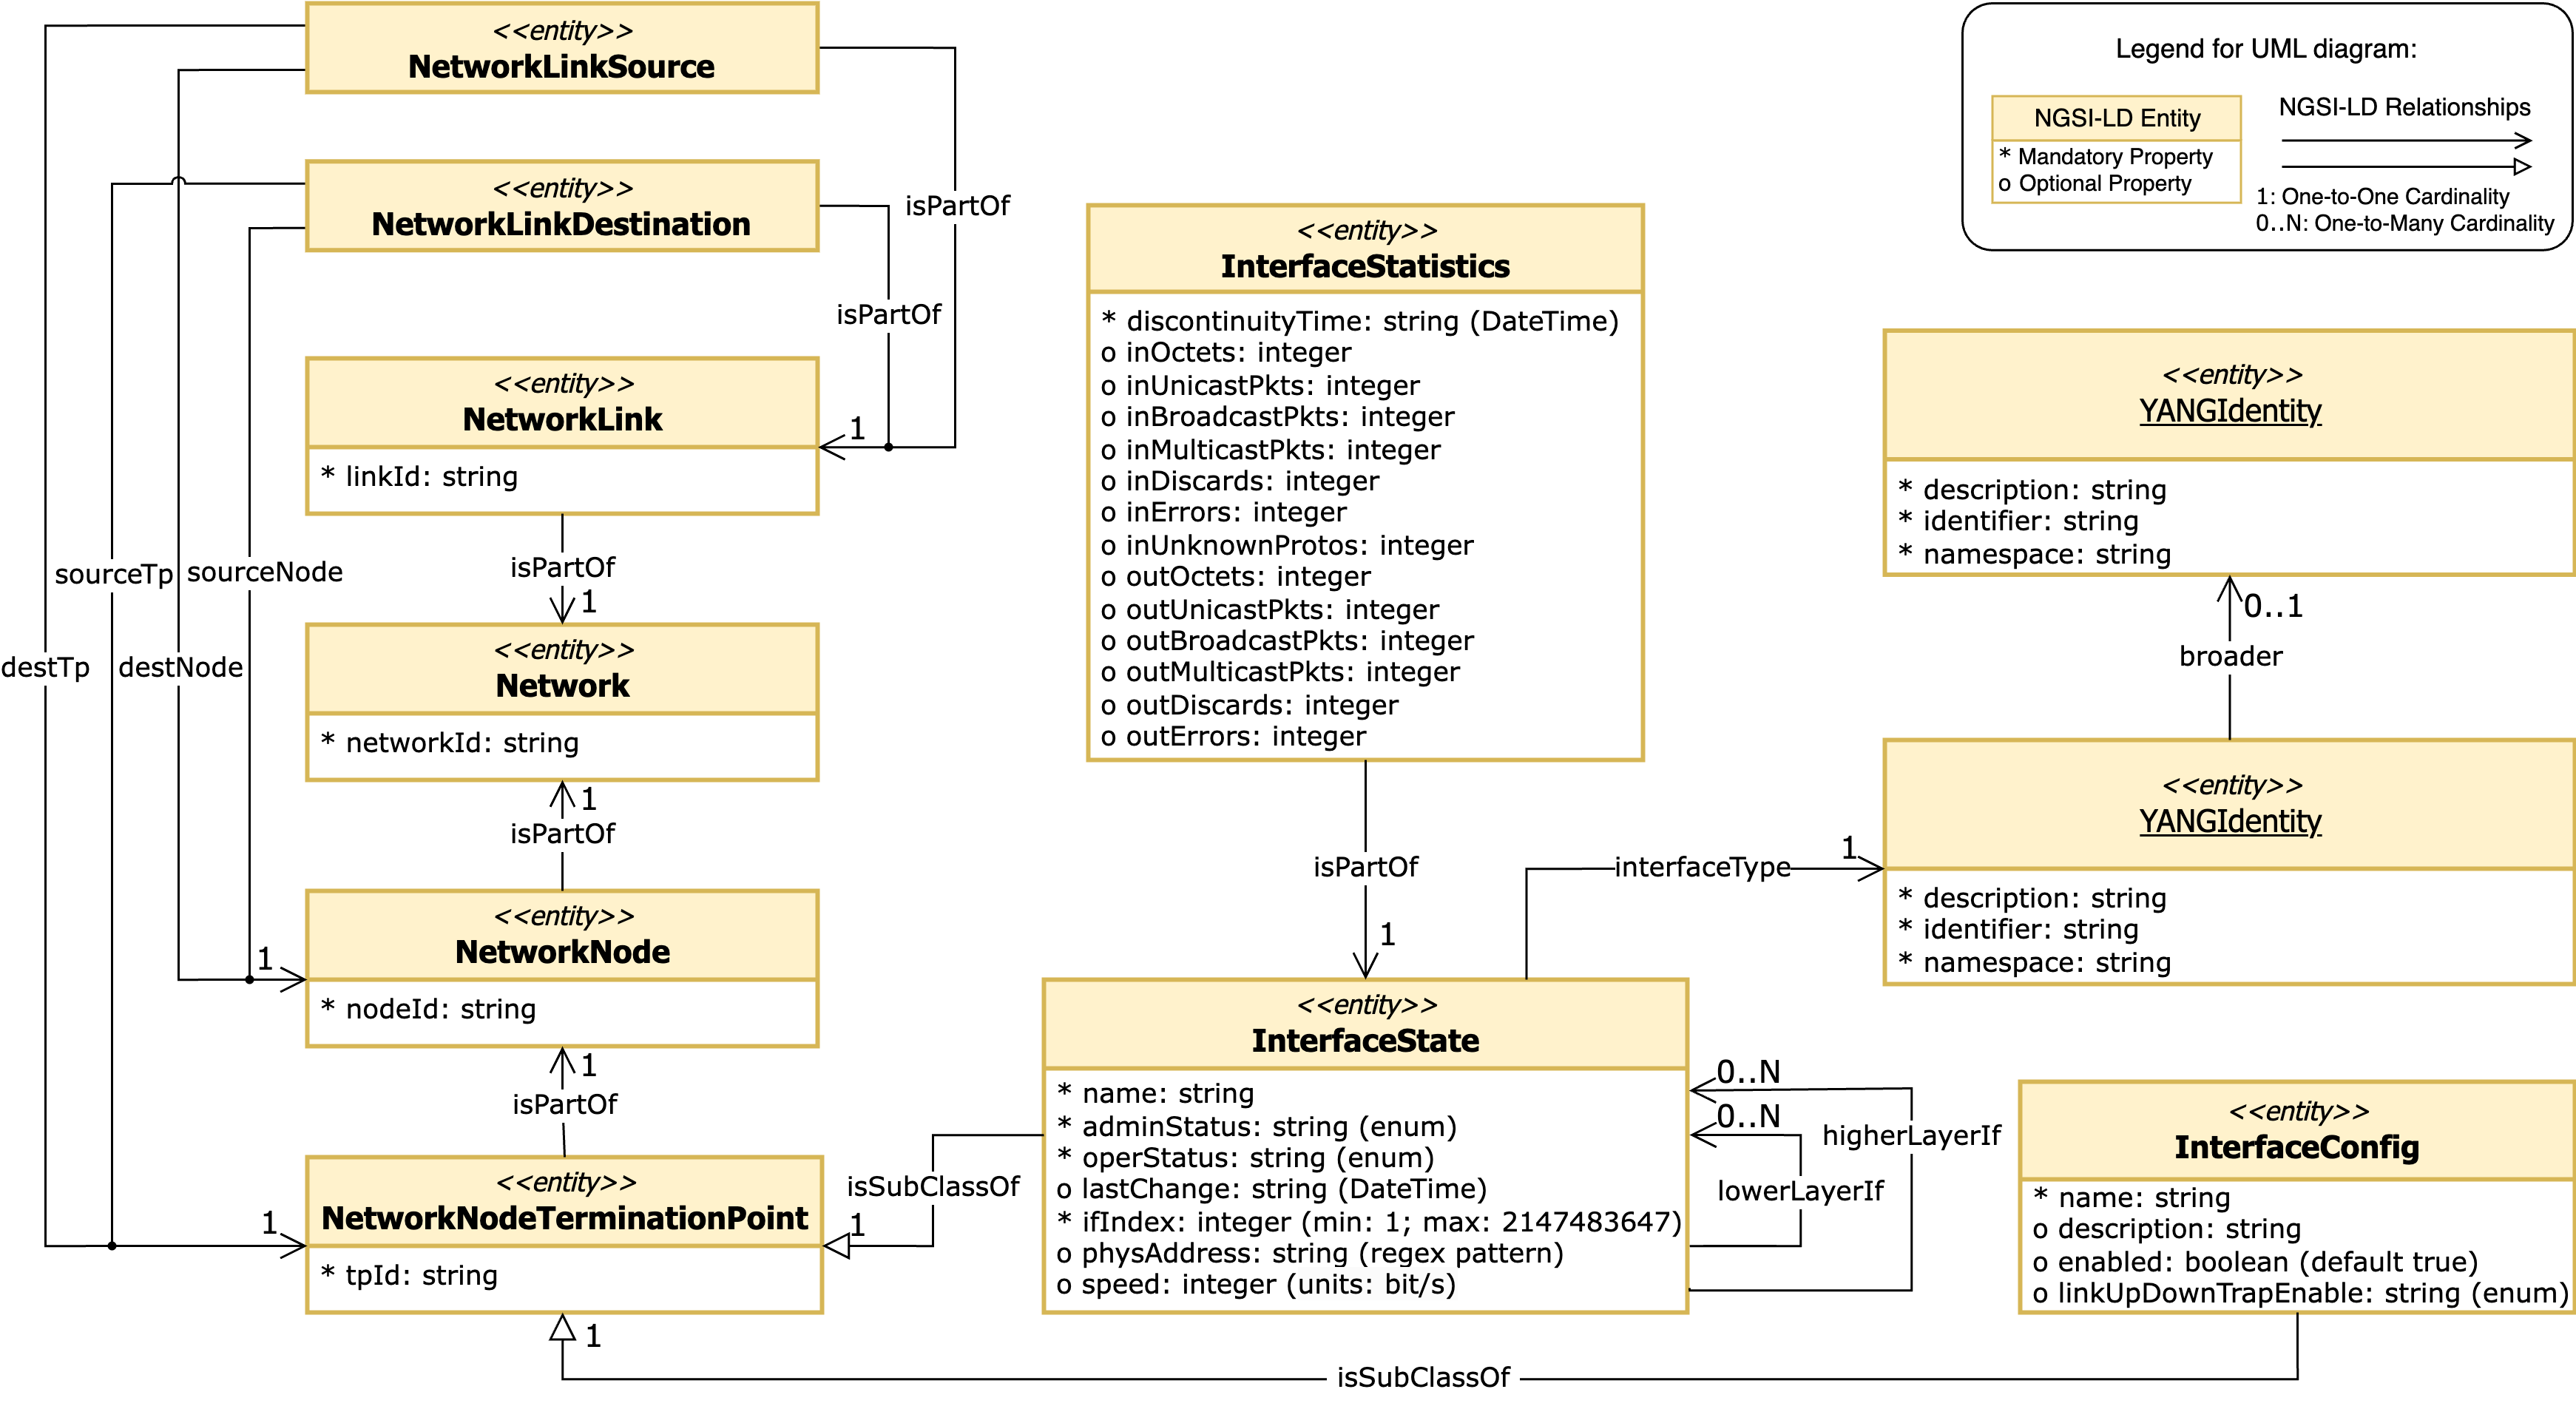 <<entity>>
NetworkLinkSource
<<entity>>
NetworkLinkDestination
isPartOf
isPartOf
<<entity>>
NetworkLink
* linkId: string
1
isPartOf
1
sourceTp
sourceNode
destTp
destNode
<<entity>>
Network
* networkId: string
1
isPartOf
<<entity>>
NetworkNode
* nodeId: string
1
1
isPartOf
<<entity>>
NetworkNodeTerminationPoint
* tpId: string
1
1
isSubClassOf
1
isSubClassOf
<<entity>>
InterfaceStatistics
* discontinuityTime: string (DateTime)
o inOctets: integer
o inUnicastPkts: integer
o inBroadcastPkts: integer
o inMulticastPkts: integer
o inDiscards: integer
o inErrors: integer
o inUnknownProtos: integer
o outOctets: integer
o outUnicastPkts: integer
o outBroadcastPkts: integer
o outMulticastPkts: integer
o outDiscards: integer
o outErrors: integer
isPartOf
1
interfaceType
1
<<entity>>
InterfaceState
* name: string
* adminStatus: string (enum)
* operStatus: string (enum)
o lastChange: string (DateTime)
* ifIndex: integer (min: 1; max: 2147483647)
o physAddress: string (regex pattern)
o speed: integer (units: bit/s)
0..N
0..N
higherLayerIf
lowerLayerIf
Legend for UML diagram:
NGSI-LD Entity
* Mandatory Property
o Optional Property
NGSI-LD Relationships
1: One-to-One Cardinality
0..N: One-to-Many Cardinality
<<entity>>
YANGIdentity
* description: string
* identifier: string
* namespace: string
0..1
broader
<<entity>>
YANGIdentity
* description: string
* identifier: string
* namespace: string
<<entity>>
InterfaceConfig
* name: string
o description: string
o enabled: boolean (default true)
o linkUpDownTrapEnable: string (enum)